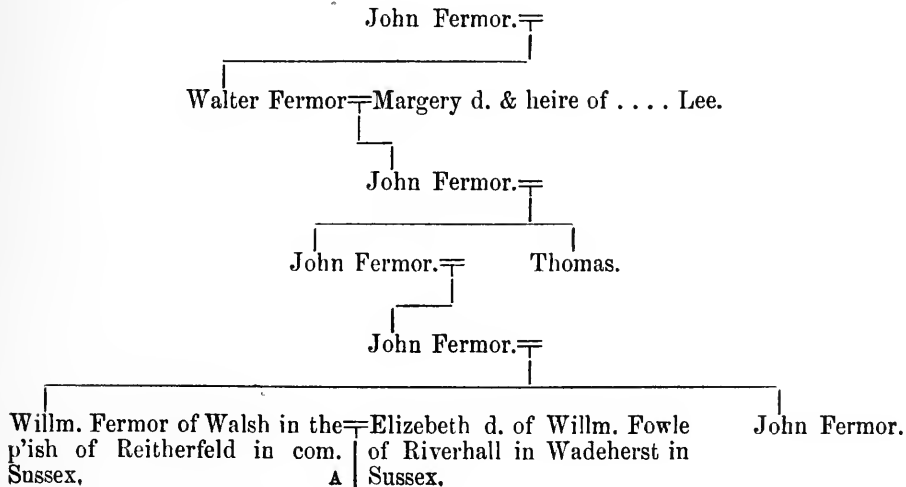 John Fermor.
Walter Fermor Margery d. & heire of .... Lee.
John Fermor.
John Fermor. Thomas.
John Fermor.
Willm. Fermor of Walsh in the
p'ish of Reitherfeld in com.
Sussex,
A
Elizebeth d. of Willm. Fowle
of Riverhall in Wadeherst in
Sussex,
John Fermor.